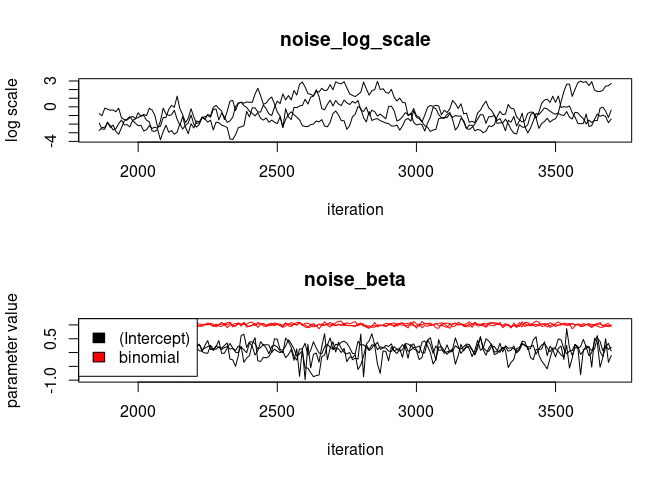 noise_log_scale
log scale
3
0
-4
2000 2500 3000 3500
iteration
noise_beta
parameter value
0.5
-1.0
(Intercept)
binomial
2000 2500 3000 3500
iteration